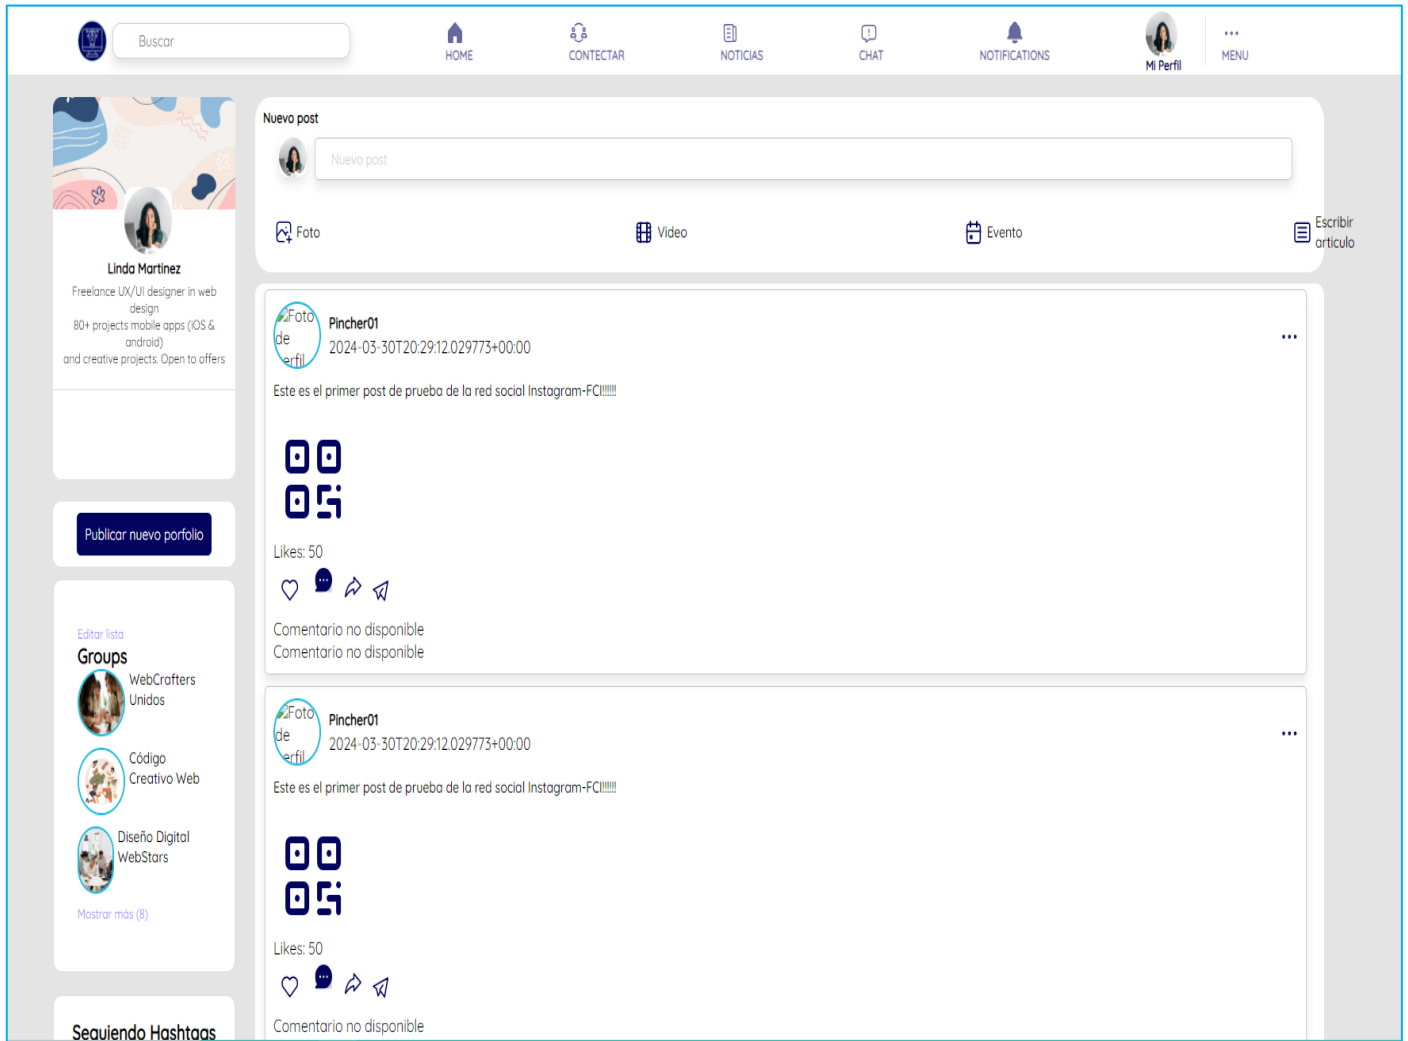 Buscar
HOME
CONTECTAR
NOTICIAS
CHAT
NOTIFICATIONS
Mi Perfil
MENU
Linda Martinez
Freelance UX/UI designer in web
design
80+ projects mobile apps (iOS &
android)
and creative projects. Open to offers
Publicar nuevo porfolio
Editar lista
Groups
WebCrafters
Unidos
Código
Creativo Web
Diseño Digital
WebStars
Mostrar más (8)
Seguiendo Hashtags
Nuevo post
Nuevo post
Foto
Video
Evento
Escribir
articulo
Foto
de
perfil
Pincher01
2024-03-30T20:29:12.029773+00:00
Este es el primer post de prueba de la red social Instagram-FCI!!!!!!
Likes: 50
Comentario no disponible
Comentario no disponible
Foto
de
perfil
Pincher01
2024-03-30T20:29:12.029773+00:00
Este es el primer post de prueba de la red social Instagram-FCI!!!!!!
Likes: 50
Comentario no disponible